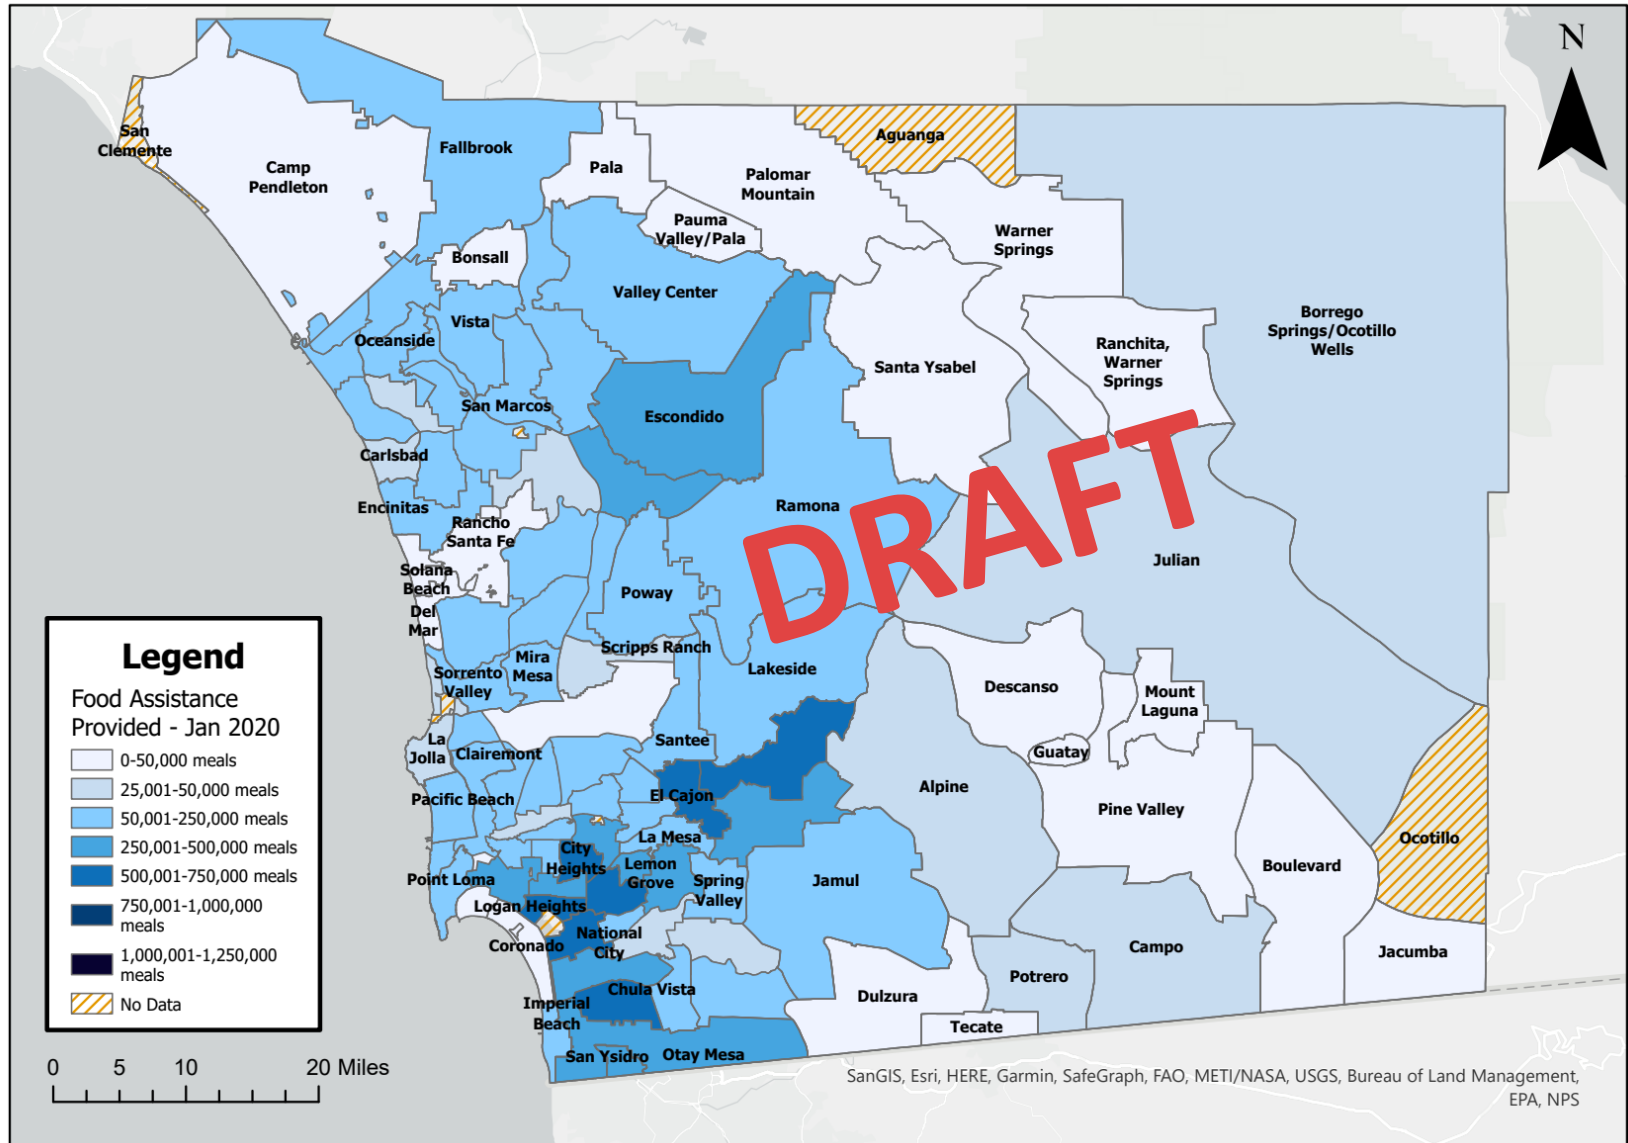 N
San
Clemente
Camp
Pendleton
Fallbrook
Pala
Palomar
Mountain
Aguanga
Pauma
Valley/Pala
Warner
Springs
Bonsall
Valley Center
Borrego
Springs/Ocotillo
Wells
Vista
Oceanside
Santa Ysabel
Ranchita,
Warner
Springs
San Marcos
Escondido
Carlsbad
Encinitas
Ramona
Rancho
Santa Fe
DRAFT
Julian
Solana
Beach
Poway
Del
Mar
Scripps Ranch
Mira
Mesa
Sorrento
Valley
Lakeside
Descanso
Mount
Laguna
La
Jolla
Clairemont
Santee
Guatay
Alpine
Pacific Beach
El Cajon
Pine Valley
La Mesa
Ocotillo
City
Heights
Lemon
Grove
Boulevard
Point Loma
Spring
Valley
Jamul
Logan Heights
National
City
Coronado
Campo
Jacumba
Potrero
Chula Vista
Dulzura
Imperial
Beach
Tecate
San Ysidro
Otay Mesa
Legend
Food Assistance
Provided - Jan 2020
0-50,000 meals
25,001-50,000 meals
50,001-250,000 meals
250,001-500,000 meals
500,001-750,000 meals
750,001-1,000,000
meals
1,000,001-1,250,000
meals
No Data
0 5 10 20 Miles
SanGIS, Esri, HERE, Garmin, SafeGraph, FAO, METI/NASA, USGS, Bureau of Land Management,
EPA, NPS